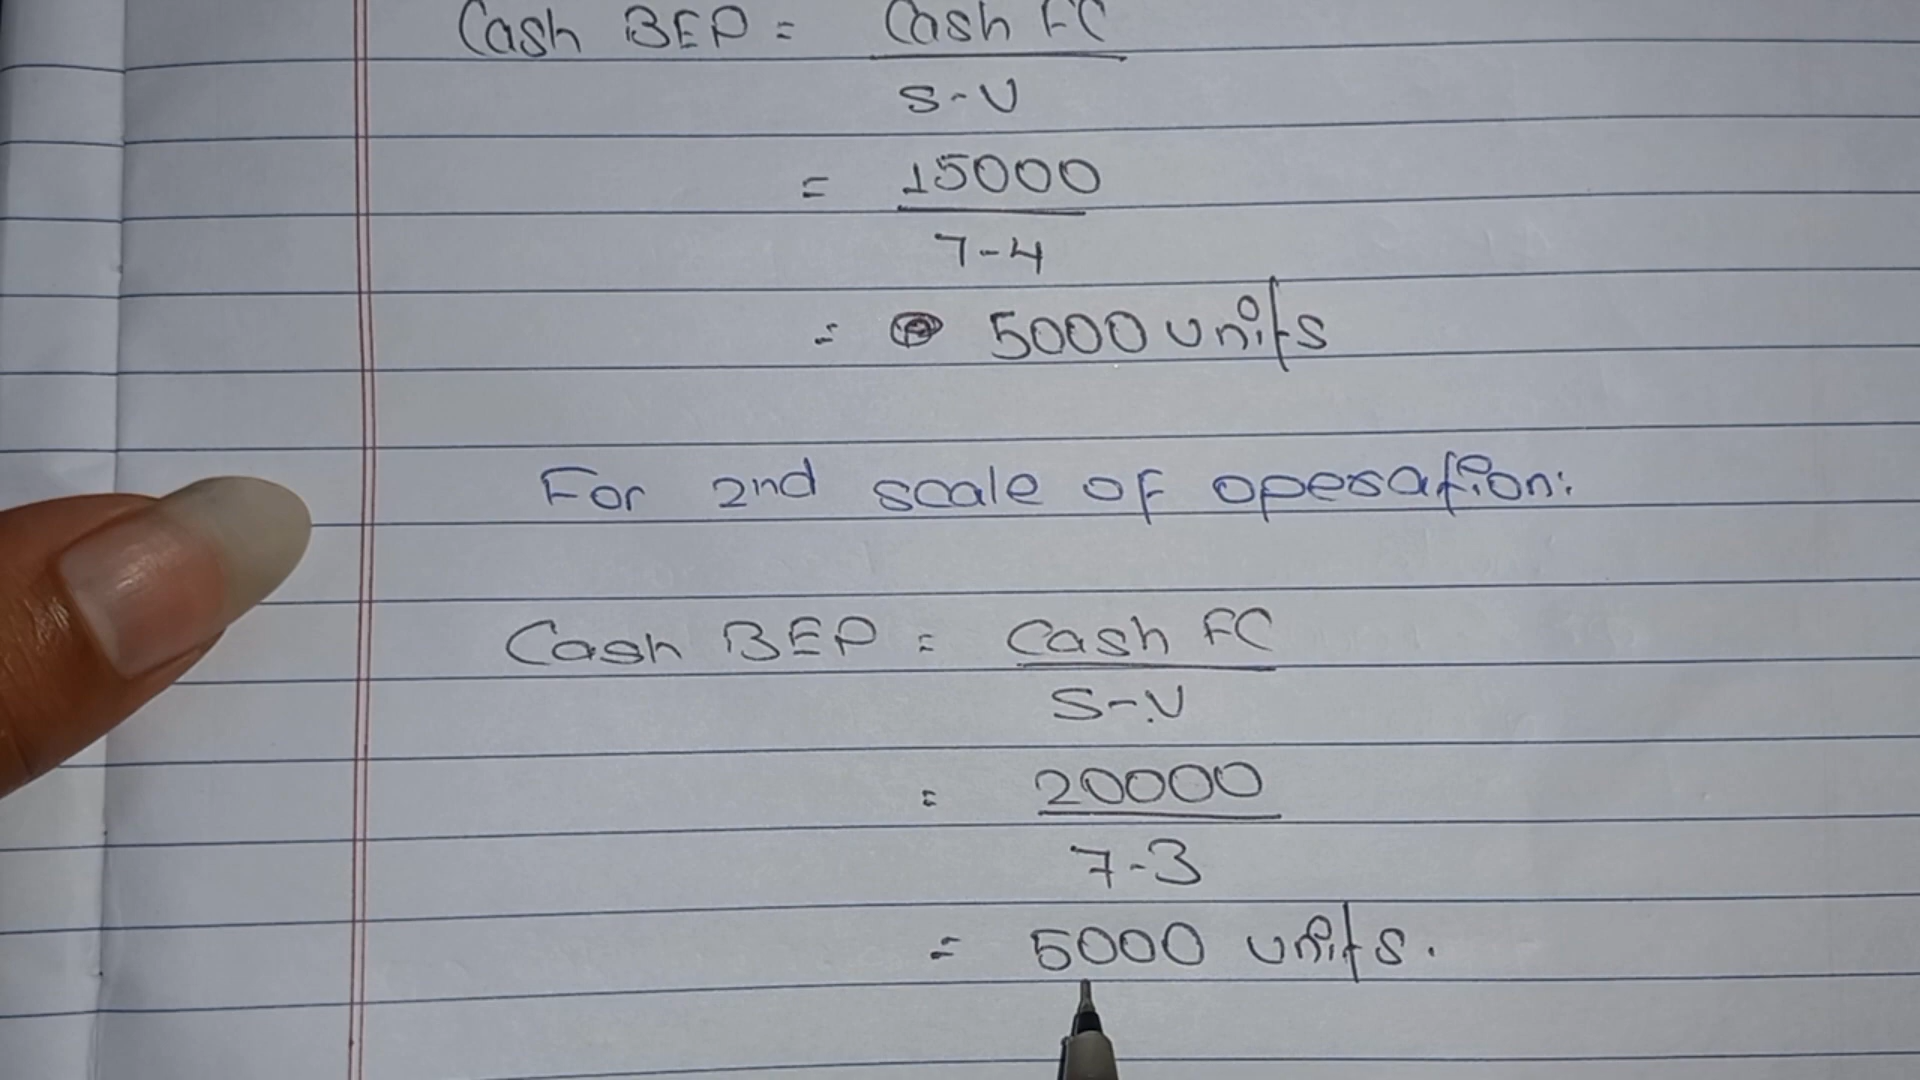 Cash BEP = Cash FC
S-V
= 15000
7-4
= 5000 units
For 2nd scale of operation:
Cash BEP = Cash FC
S-V
= 20000
7-3
= 5000 units.